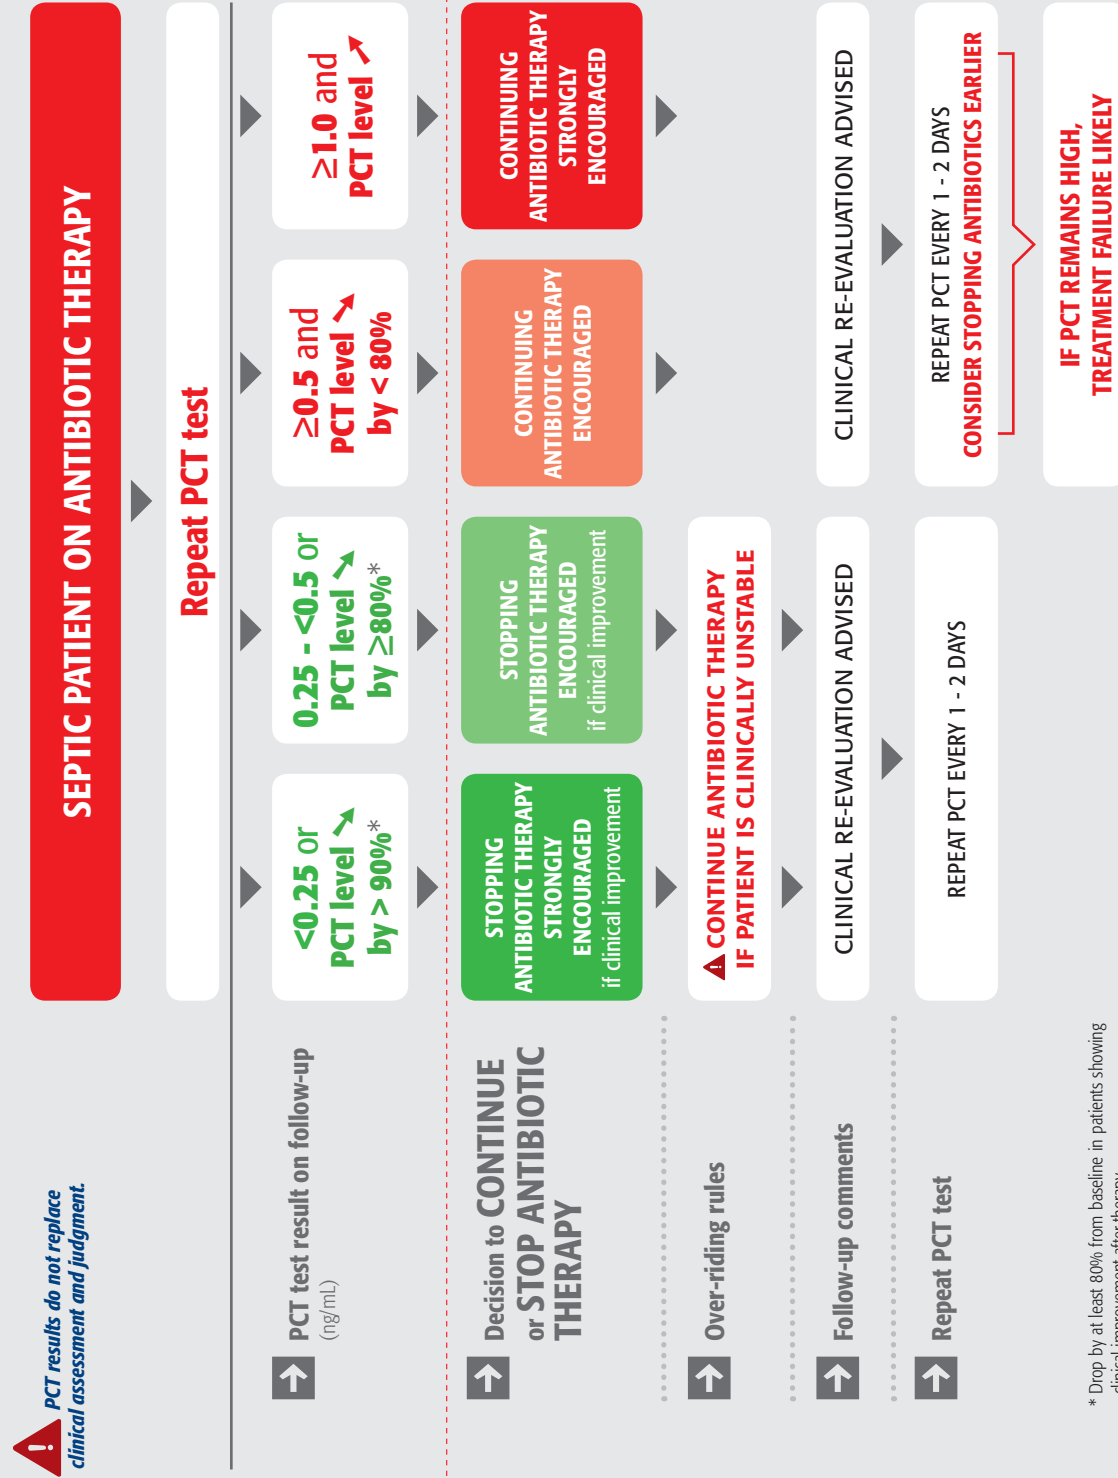 PCT results do not replace
clinical assessment and judgment.
SEPTIC PATIENT ON ANTIBIOTIC THERAPY
Repeat PCT test
PCT test result on follow-up
(ng/mL)
<0.25 or
PCT level ➘
by > 90%*
0.25 - <0.5 or
PCT level ➘
by ≥80%*
≥0.5 and
PCT level ➘
by < 80%
≥1.0 and
PCT level ➚
Decision to CONTINUE
or STOP ANTIBIOTIC
THERAPY
STOPPING
ANTIBIOTIC THERAPY
STRONGLY
ENCOURAGED
if clinical improvement
STOPPING
ANTIBIOTIC THERAPY
ENCOURAGED
if clinical improvement
CONTINUING
ANTIBIOTIC THERAPY
ENCOURAGED
CONTINUING
ANTIBIOTIC THERAPY
STRONGLY
ENCOURAGED
Over-riding rules
CONTINUE ANTIBIOTIC THERAPY
IF PATIENT IS CLINICALLY UNSTABLE
Follow-up comments
CLINICAL RE-EVALUATION ADVISED
CLINICAL RE-EVALUATION ADVISED
Repeat PCT test
REPEAT PCT EVERY 1 - 2 DAYS
REPEAT PCT EVERY 1 - 2 DAYS
CONSIDER STOPPING ANTIBIOTICS EARLIER
IF PCT REMAINS HIGH,
TREATMENT FAILURE LIKELY
* Drop by at least 80% from baseline in patients showing
clinical improvement after therapy